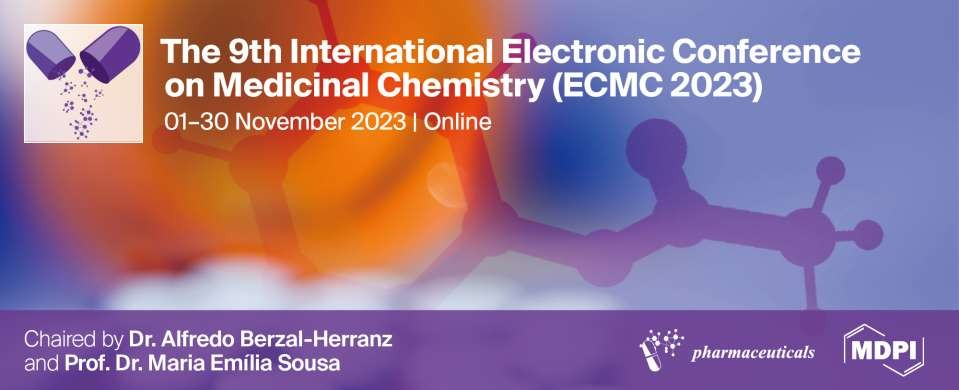 The 9th International Electronic Conference
on Medicinal Chemistry (ECMC 2023)
01–30 November 2023 | Online
Chaired by Dr. Alfredo Berzal-Herranz
and Prof. Dr. Maria Emília Sousa
pharmaceuticals
MDPI